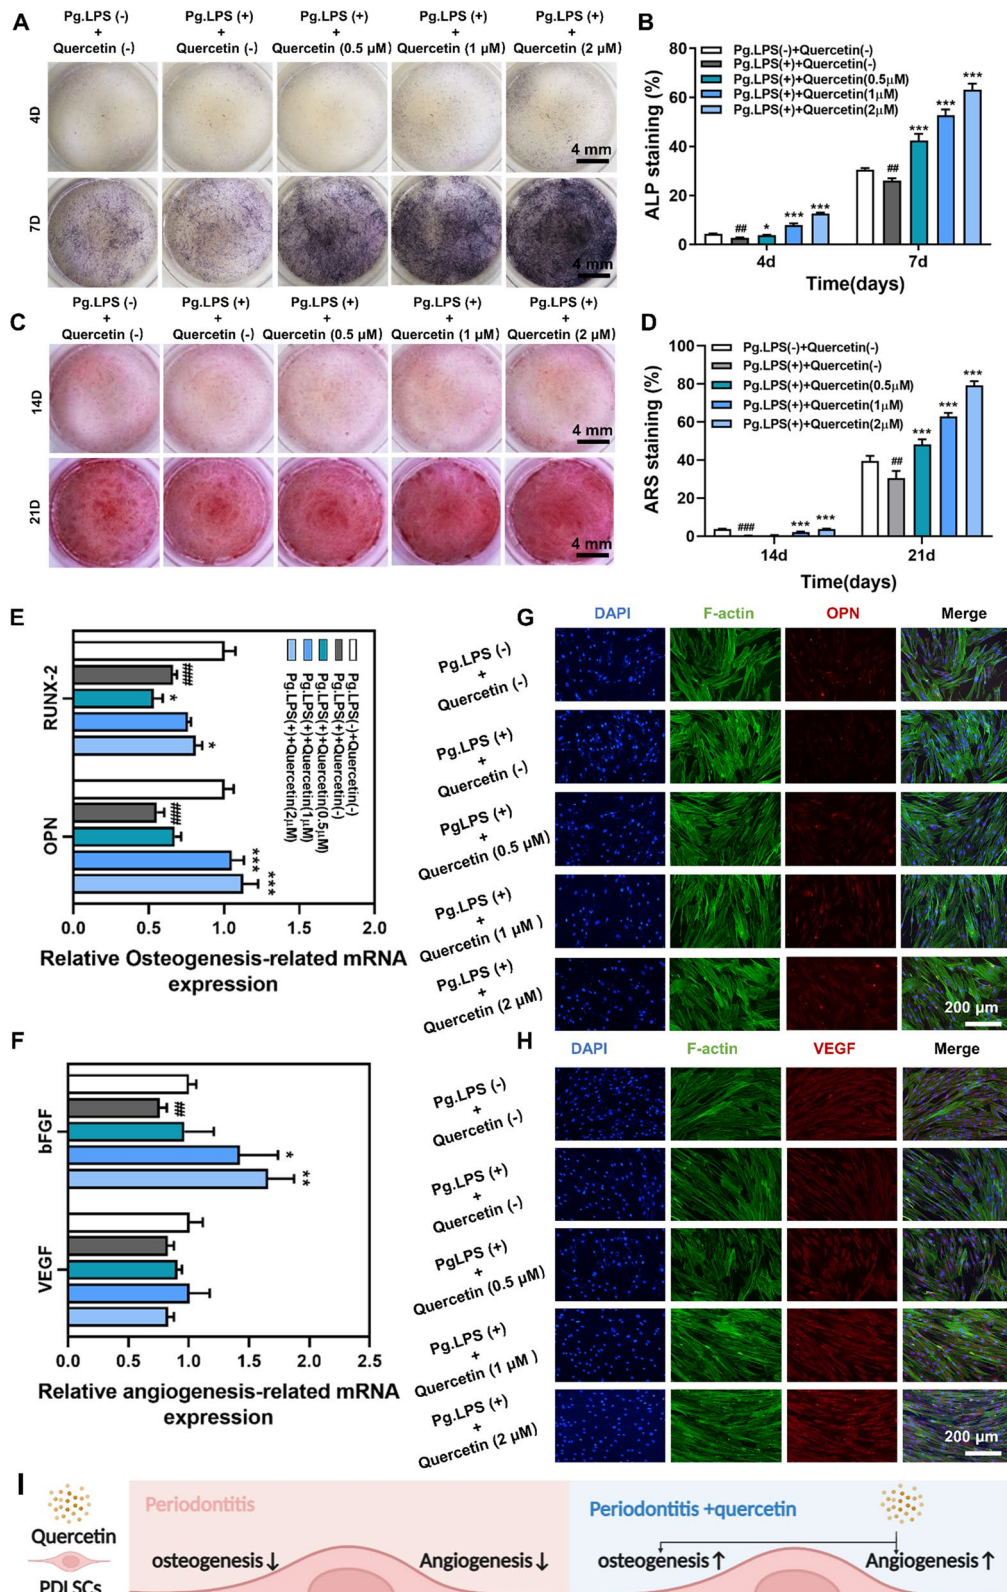 A
Pg.LPS (-) + Quercetin (-)
Pg.LPS (+) + Quercetin (-)
Pg.LPS (+) + Quercetin (0.5 μM)
Pg.LPS (+) + Quercetin (1 μM)
Pg.LPS (+) + Quercetin (2 μM)
4D
4 mm
7D
4 mm
B
80
60
40
20
0
ALP staining (%)
Pg.LPS(-)+Quercetin(-)
Pg.LPS(+)+Quercetin(-)
Pg.LPS(+)+Quercetin(0.5μM)
Pg.LPS(+)+Quercetin(1μM)
Pg.LPS(+)+Quercetin(2μM)
## * *** ***
## *** *** ***
4d 7d
Time(days)
C
Pg.LPS (-) + Quercetin (-)
Pg.LPS (+) + Quercetin (-)
Pg.LPS (+) + Quercetin (0.5 μM)
Pg.LPS (+) + Quercetin (1 μM)
Pg.LPS (+) + Quercetin (2 μM)
14D
4 mm
21D
4 mm
D
100
80
60
40
20
0
ARS staining (%)
Pg.LPS(-)+Quercetin(-)
Pg.LPS(+)+Quercetin(-)
Pg.LPS(+)+Quercetin(0.5μM)
Pg.LPS(+)+Quercetin(1μM)
Pg.LPS(+)+Quercetin(2μM)
### *** ***
## *** *** ***
14d 21d
Time(days)
E
RUNX-2
###
*
*
OPN
###
***
***
Pg.LPS(-)+Quercetin(-)
Pg.LPS(+)+Quercetin(-)
Pg.LPS(+)+Quercetin(0.5μM)
Pg.LPS(+)+Quercetin(1μM)
Pg.LPS(+)+Quercetin(2μM)
0.0 0.5 1.0 1.5 2.0
Relative Osteogenesis-related mRNA
expression
F
bFGF
##
*
**
VEGF
0.0 0.5 1.0 1.5 2.0 2.5
Relative angiogenesis-related mRNA
expression
G
DAPI F-actin OPN Merge
Pg.LPS (-) + Quercetin (-)
Pg.LPS (+) + Quercetin (-)
PgLPS (+) + Quercetin (0.5 μM)
Pg.LPS (+) + Quercetin (1 μM )
Pg.LPS (+) + Quercetin (2 μM)
200 μm
H
DAPI F-actin VEGF Merge
Pg.LPS (-) + Quercetin (-)
Pg.LPS (+) + Quercetin (-)
PgLPS (+) + Quercetin (0.5 μM)
Pg.LPS (+) + Quercetin (1 μM )
Pg.LPS (+) + Quercetin (2 μM)
200 μm
I
Quercetin
PDLSCs
Periodontitis
osteogenesis↓ Angiogenesis↓
Periodontitis +quercetin
osteogenesis↑ Angiogenesis↑